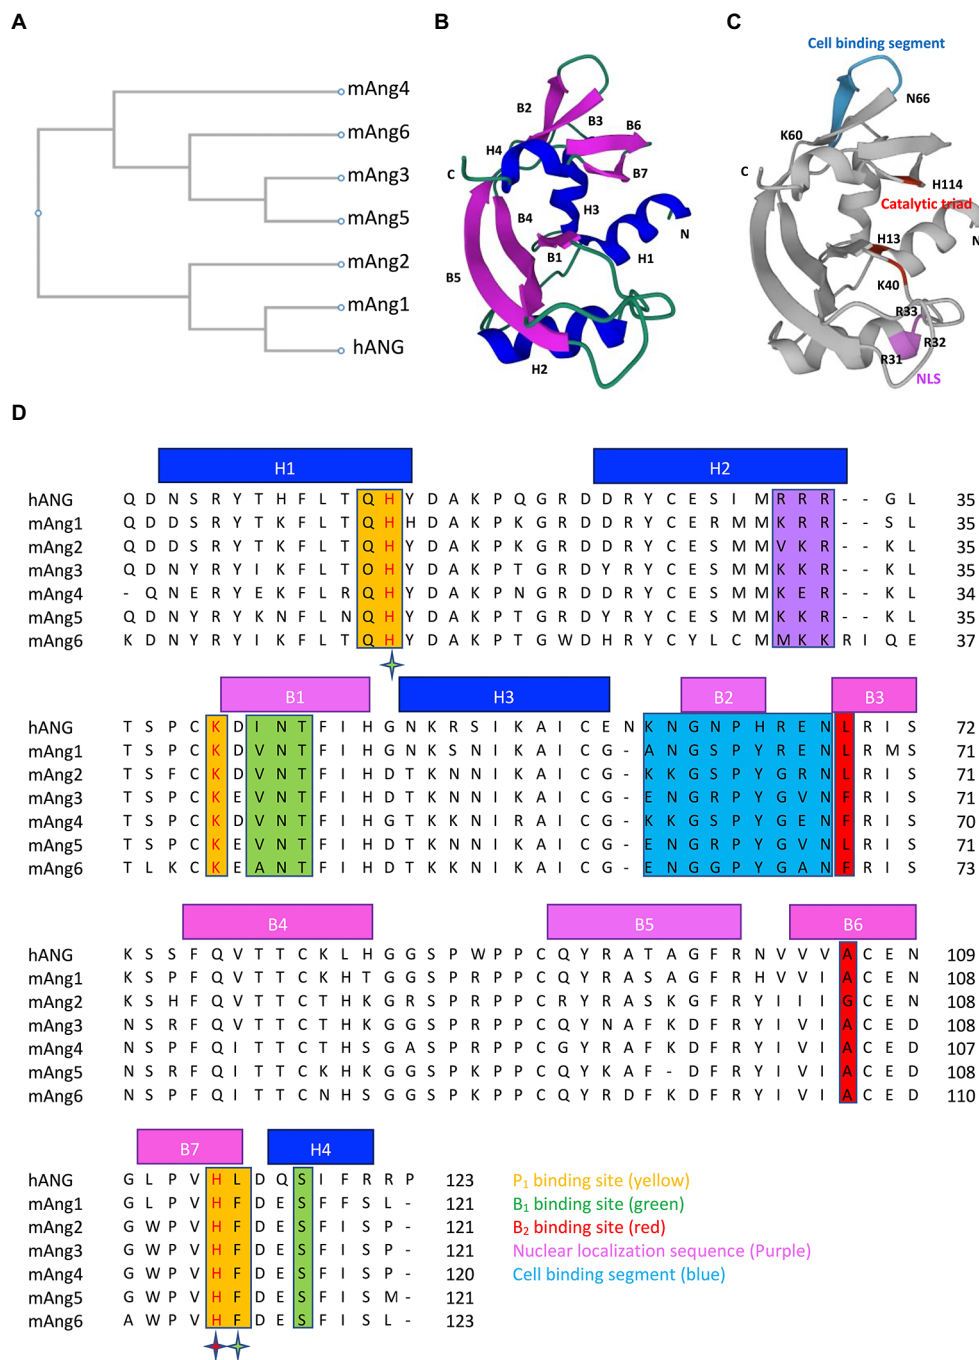 A
B
C
mAng4
mAng6
mAng3
mAng5
mAng2
mAng1
hANG
B2
B3
B6
H4
B7
C
H3
B4
N
B1
H1
B5
H2
Cell binding segment
N66
K60
C
H114
Catalytic triad
N
H13
K40
R33
R32
R31
NLS
D
H1 H2
hANG Q D N S R Y T H F L T Q H Y D A K P Q G R D D R Y C E S I M R R R - - G L 35
mAng1 Q D D S R Y T K F L T Q H H D A K P K G R D D R Y C E R M M K R R - - S L 35
mAng2 Q D D S R Y T K F L T Q H Y D A K P K G R D D R Y C E S M M V K R - - K L 35
mAng3 Q D N Y R Y I K F L T Q H Y D A K P T G R D Y R Y C E S M M K K R - - K L 35
mAng4 - Q N E R Y E K F L R Q H Y D A K P N G R D D R Y C E S M M K E R - - K L 34
mAng5 Q D N Y R Y K N F L N Q H Y D A K P T G R D Y R Y C E S M M K K R - - K L 35
mAng6 K D N Y R Y I K F L T Q H Y D A K P T G W D H R Y C Y L C M M K K R I Q E 37
B1 H3 B2 B3
hANG T S P C K D I N T F I H G N K R S I K A I C E N K N G N P H R E N L R I S 72
mAng1 T S P C K D V N T F I H G N K S N I K A I C G - A N G S P Y R E N L R M S 71
mAng2 T S F C K D V N T F I H D T K N N I K A I C G - K K G S P Y G R N L R I S 71
mAng3 T S P C K E V N T F I H D T K N N I K A I C G - E N G R P Y G V N F R I S 71
mAng4 T S P C K D V N T F I H G T K N N I R A I C G - K K G S P Y G E N F R I S 70
mAng5 T S P C K E V N T F I H D T K N N I K A I C G - E N G R P Y G V N L R I S 71
mAng6 T L K C K E A N T F I H D T K K N I K A I C G - E N G G P Y G A N F R I S 73
B4 B5 B6
hANG K S S F Q V T T C K L H G G S P W P P C Q Y R A T A G F R N V V V A C E N 109
mAng1 K S P F Q V T T C K H T G G S P R P P C Q Y R A S A G F R H V V I A C E N 108
mAng2 K S H F Q V T T C T H K G R S P R P P C R Y R A S K G F R Y I I I G C E N 108
mAng3 N S R F Q V T T C T H K G G S P R P P C Q Y N A F K D F R Y I V I A C E D 108
mAng4 N S P F Q I T T C T H S G A S P R P P C G Y R A F K D F R Y I V I A C E D 107
mAng5 N S R F Q I T T C K H K G G S P K P P C Q Y K A F - D F R Y I V I A C E D 108
mAng6 N S P F Q I T T C N H S G G S P K P P C Q Y R D F K D F R Y I V I A C E D 110
B7 H4
hANG G L P V H L D Q S I F R R P 123
mAng1 G L P V H F D E S F F S L - 121
mAng2 G W P V H F D E S F I S P - 121
mAng3 G W P V H F D E S F I S P - 121
mAng4 G W P V H F D E S F I S P - 120
mAng5 G W P V H F D E S F I S M - 121
mAng6 A W P V H F D E S F I S L - 123
P1 binding site (yellow)
B1 binding site (green)
B2 binding site (red)
Nuclear localization sequence (Purple)
Cell binding segment (blue)